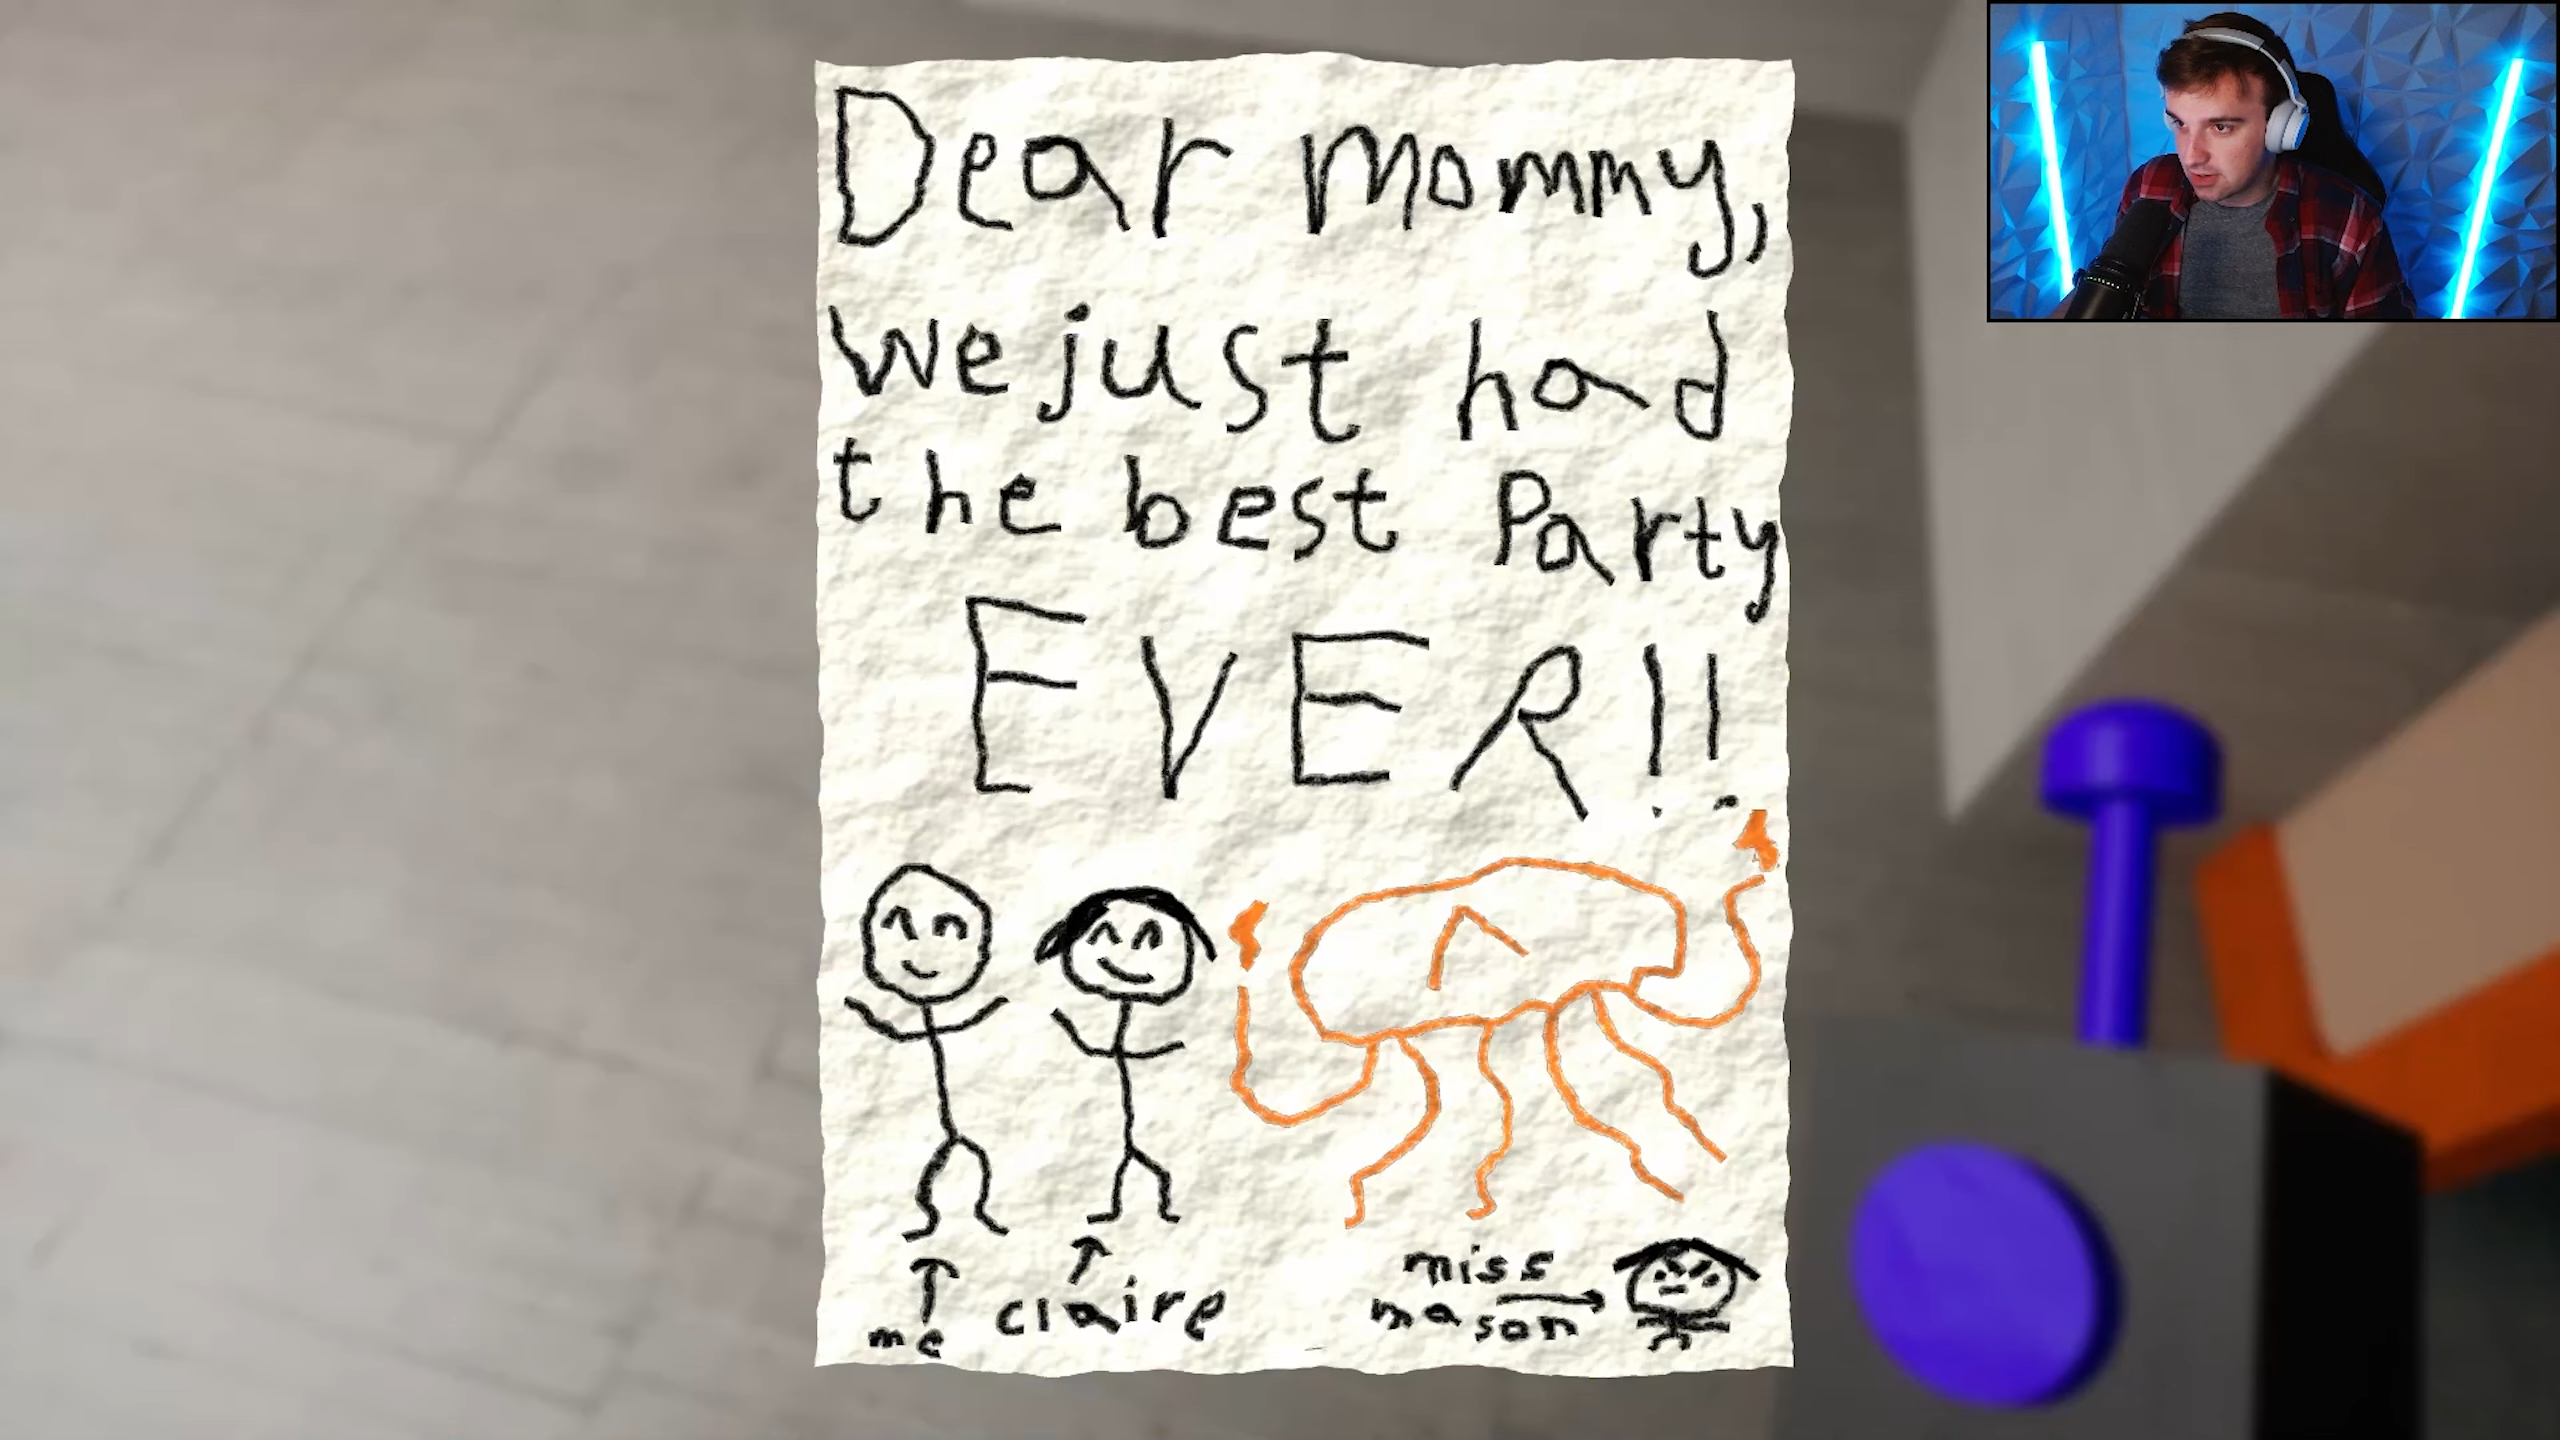 Dear mommy,
we just had
the best Party
EVER!!
me
claire
miss
mason